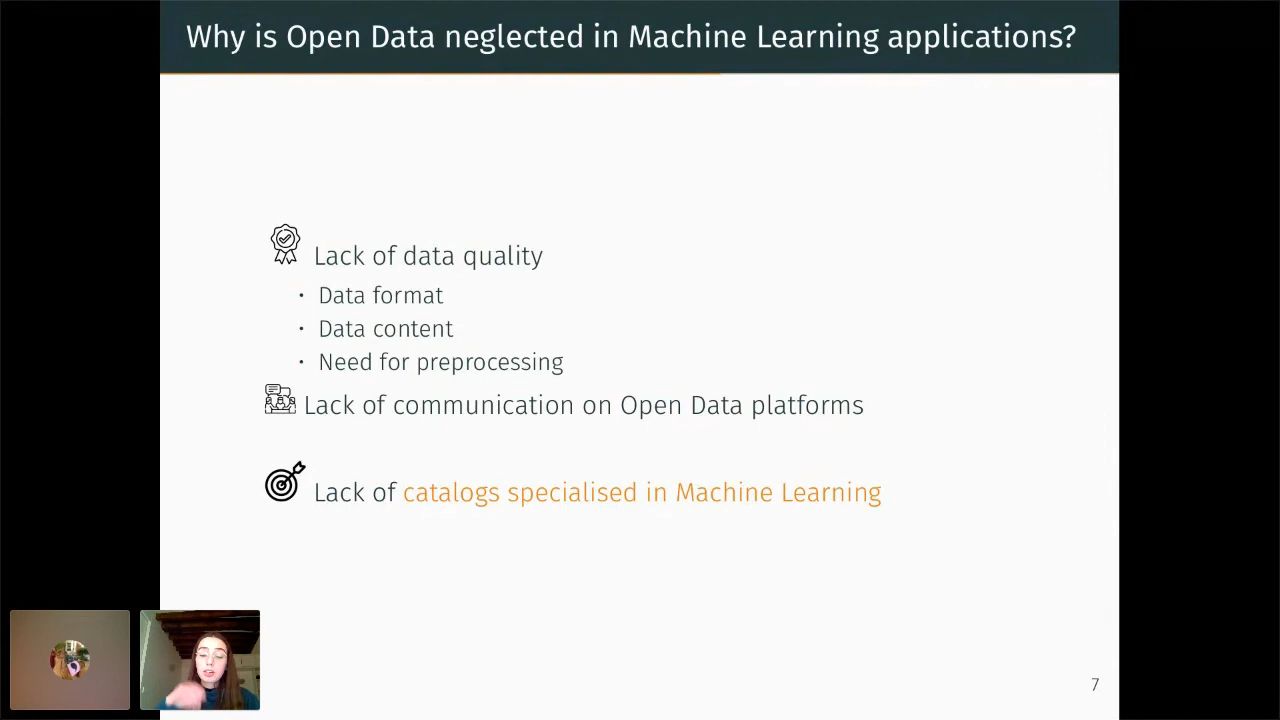 Why is Open Data neglected in Machine Learning applications?
Lack of data quality
• Data format
• Data content
• Need for preprocessing
Lack of communication on Open Data platforms
Lack of catalogs specialised in Machine Learning
7